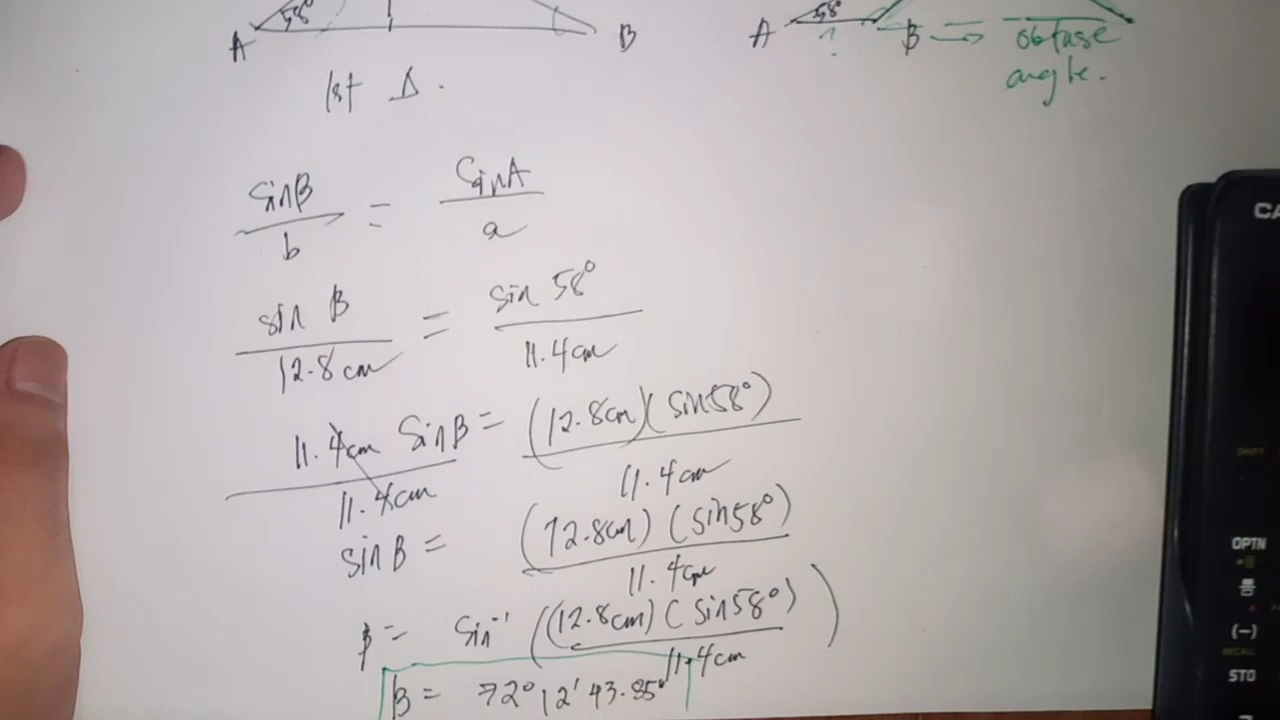 58°
A B
1st Δ.
58°
A ? B → obtuse
angle.
sin B / b = sin A / a
sin B / 12.8 cm = sin 58° / 11.4 cm
11.4 cm sin B / 11.4 cm = (12.8 cm)(sin 58°) / 11.4 cm
sin B = (12.8 cm) (sin 58°) / 11.4 cm
B = sin⁻¹ ((12.8 cm) (sin 58°) / 11.4 cm)
B = 72° 12' 43.85"
CA
OPTN
(−)
RECALL
STO